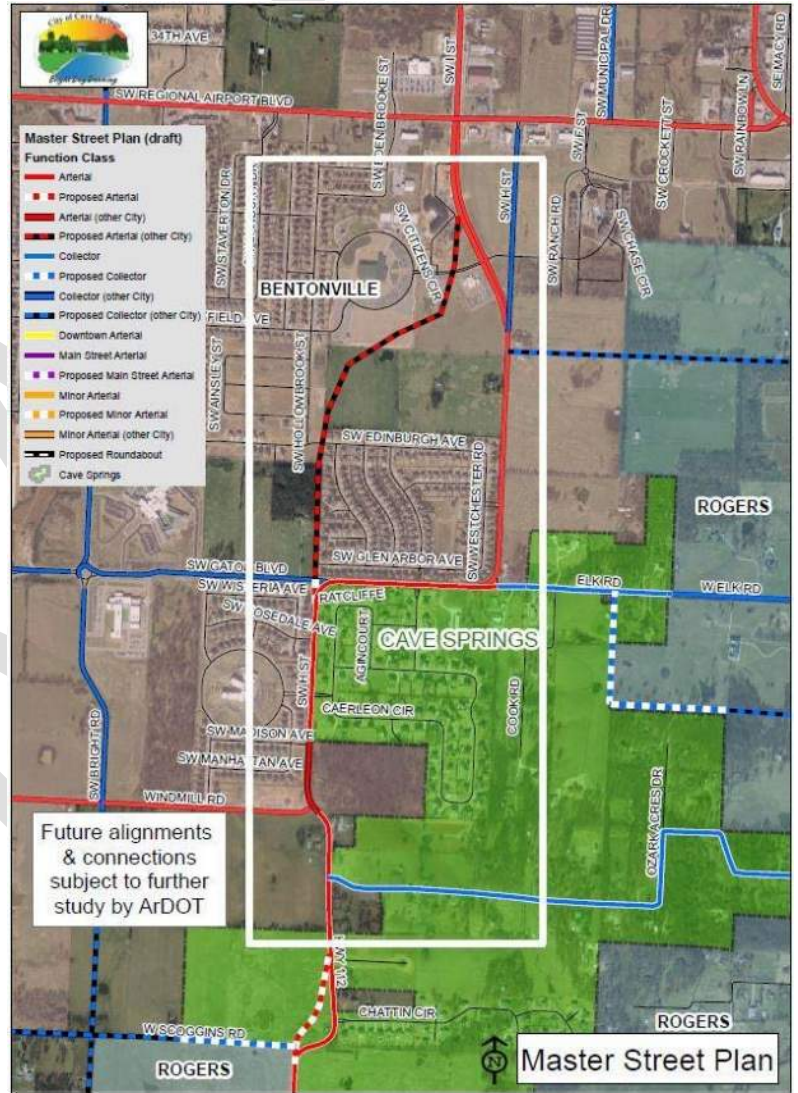 City of Cave Springs
34TH AVE
SW I ST
SW MUNICIPAL DR
SE MACY RD
SW REGIONAL AIRPORT BLVD
SW EDEN BROOKE ST
SW F ST
SW CROCKETT ST
SW RAINBOW LN
Master Street Plan (draft)
Function Class
Arterial
Proposed Arterial
Arterial (other City)
Proposed Arterial (other City)
Collector
Proposed Collector
Collector (other City)
Proposed Collector (other City)
Downtown Arterial
Main Street Arterial
Proposed Main Street Arterial
Minor Arterial
Proposed Minor Arterial
Minor Arterial (other City)
Proposed Roundabout
Cave Springs
SW STAVERTON DR
SW CITIZENS CIR
SW H ST
SW RANCH RD
SW CHASE CIR
BENTONVILLE
FIELD AVE
SW AINSLEY ST
SW HOLLOWBROOK ST
SW EDINBURGH AVE
SW WESTCHESTER RD
ROGERS
SW GLEN ARBOR AVE
SW GATOR BLVD
SW WISTERIA AVE
RATCLIFFE
ELK RD
W ELK RD
SW ROSEDALE AVE
AGINCOURT
CAVE SPRINGS
SW H ST
CAERLEON CIR
COOK RD
SW MADISON AVE
SW MANHATTAN AVE
SW BRIGHT RD
WINDMILL RD
OZARK ACRES DR
Future alignments
& connections
subject to further
study by ArDOT
HWY 112
CHATTIN CIR
W SCOGGINS RD
ROGERS
ROGERS
N
Master Street Plan